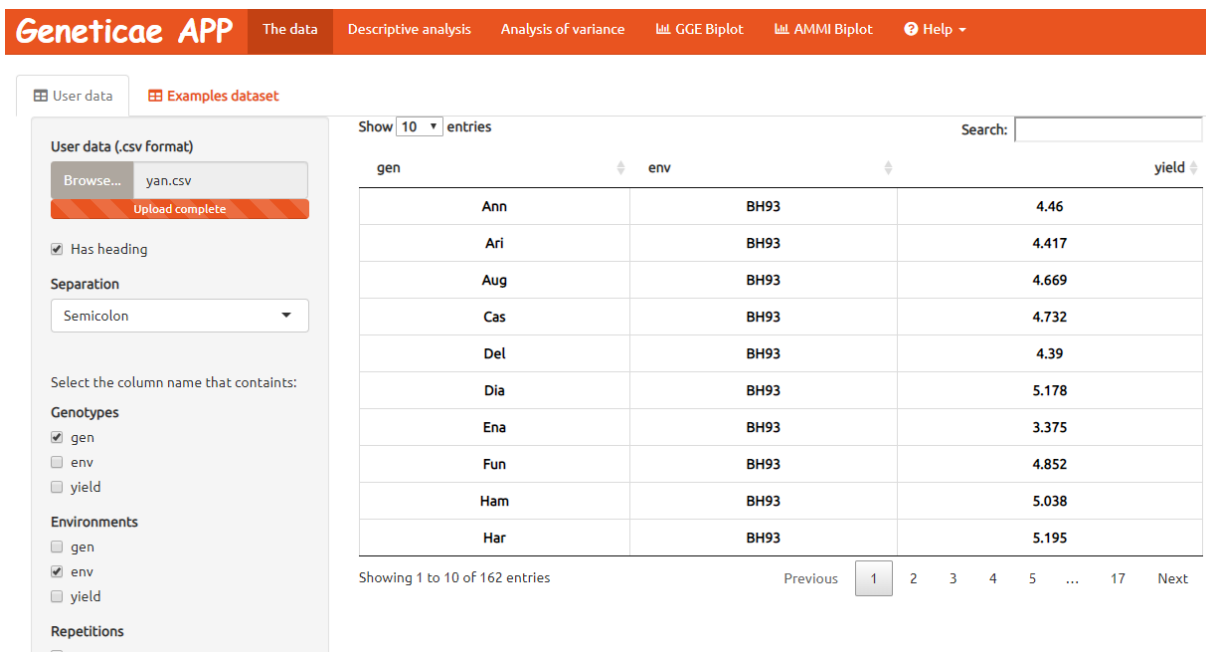 Geneticae APP The data Descriptive analysis Analysis of variance GGE Biplot AMMI Biplot Help
User data Examples dataset
User data (.csv format)
Browse... yan.csv
Upload complete
Has heading
Separation
Semicolon
Select the column name that containts:
Genotypes
gen
env
yield
Environments
gen
env
yield
Repetitions
Show 10 entries Search:
gen env yield
Ann BH93 4.46
Ari BH93 4.417
Aug BH93 4.669
Cas BH93 4.732
Del BH93 4.39
Dia BH93 5.178
Ena BH93 3.375
Fun BH93 4.852
Ham BH93 5.038
Har BH93 5.195
Showing 1 to 10 of 162 entries Previous 1 2 3 4 5 ... 17 Next